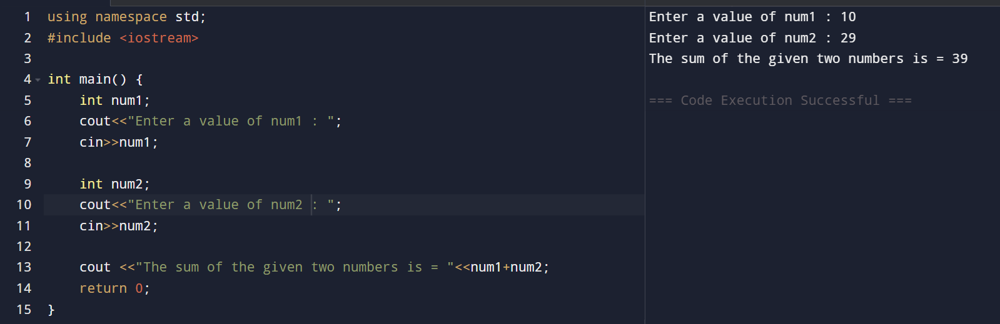 1 using namespace std;
2 #include <iostream>
3
4 int main() {
5     int num1;
6     cout<<"Enter a value of num1 : ";
7     cin>>num1;
8
9     int num2;
10     cout<<"Enter a value of num2 : ";
11     cin>>num2;
12
13     cout <<"The sum of the given two numbers is = "<<num1+num2;
14     return 0;
15 }
Enter a value of num1 : 10
Enter a value of num2 : 29
The sum of the given two numbers is = 39
=== Code Execution Successful ===